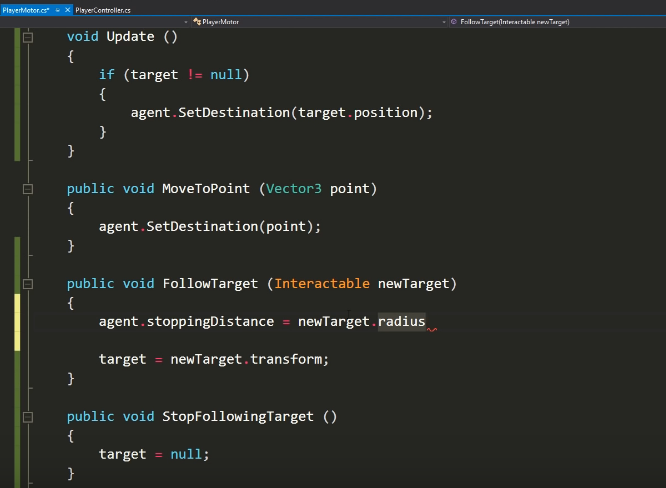 PlayerMotor.cs* PlayerController.cs
PlayerMotor FollowTarget(Interactable newTarget)
void Update ()
{
if (target != null)
{
agent.SetDestination(target.position);
}
}
public void MoveToPoint (Vector3 point)
{
agent.SetDestination(point);
}
public void FollowTarget (Interactable newTarget)
{
agent.stoppingDistance = newTarget.radius
target = newTarget.transform;
}
public void StopFollowingTarget ()
{
target = null;
}